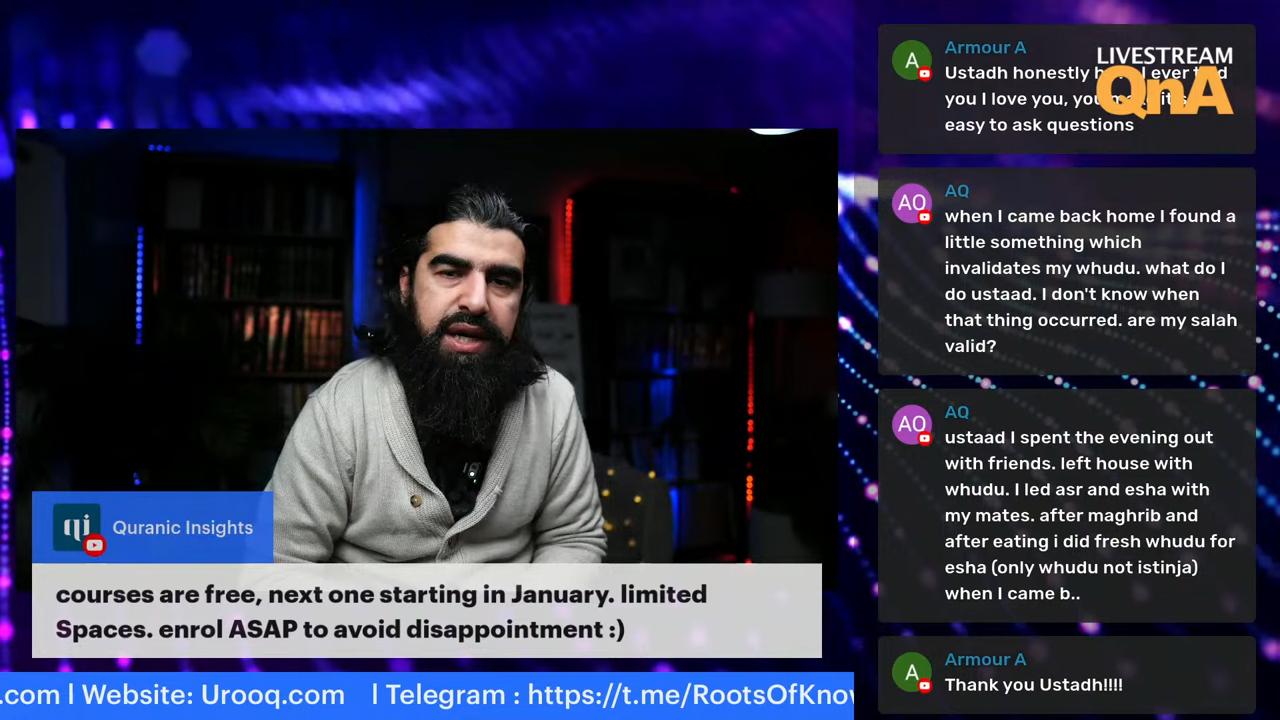 LIVESTREAM
QnA
Armour A
Ustadh honestly I ever
you I love you, you it's
easy to ask questions
AQ
when I came back home I found a
little something which
invalidates my whudu. what do I
do ustaad. I don't know when
that thing occurred. are my salah
valid?
AQ
ustaad I spent the evening out
with friends. left house with
whudu. I led asr and esha with
my mates. after maghrib and
after eating i did fresh whudu for
esha (only whudu not istinja)
when I came b..
Armour A
Thank you Ustadh!!!!
qi
Quranic Insights
courses are free, next one starting in January. limited
Spaces. enrol ASAP to avoid disappointment :)
.com | Website: Urooq.com | Telegram : https://t.me/RootsOfKnow